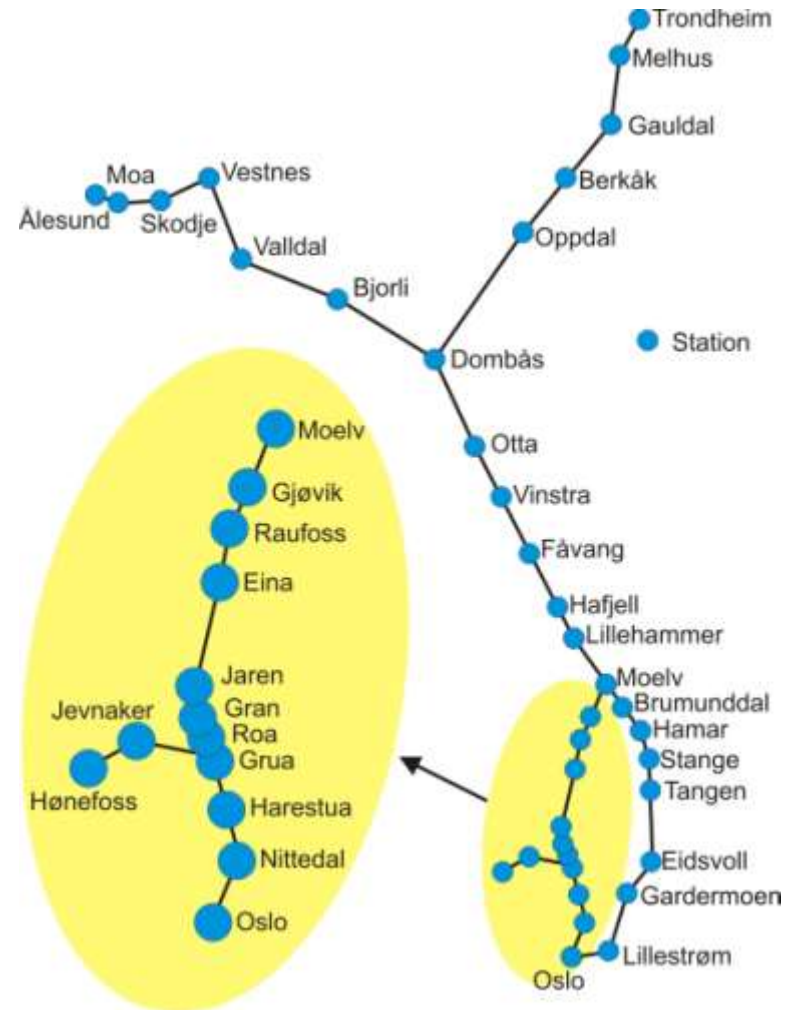 Trondheim
Melhus
Gauldal
Berkåk
Oppdal
Moa
Vestnes
Ålesund
Skodje
Valldal
Bjorli
Dombås
Station
Otta
Vinstra
Fåvang
Hafjell
Lillehammer
Moelv
Brumunddal
Hamar
Stange
Tangen
Eidsvoll
Gardermoen
Lillestrøm
Oslo
Moelv
Gjøvik
Raufoss
Eina
Jaren
Jevnaker
Gran
Roa
Grua
Hønefoss
Harestua
Nittedal
Oslo